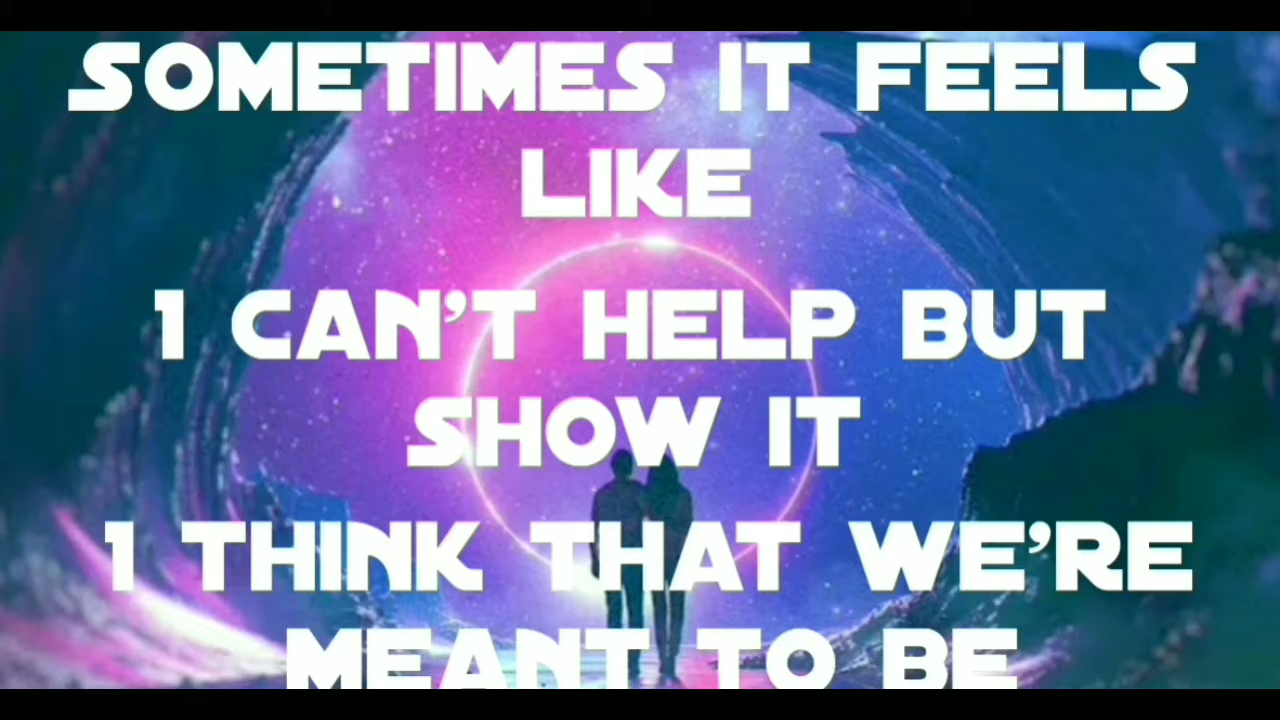 SOMETIMES IT FEELS
LIKE
I CAN'T HELP BUT
SHOW IT
I THINK THAT WE'RE
MEANT TO BE